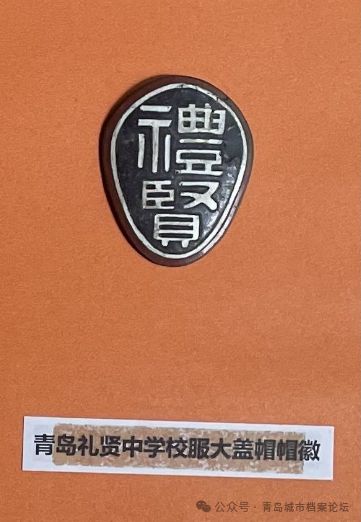 禮賢
青岛礼贤中学校服大盖帽帽徽
公众号·青岛城市档案论坛